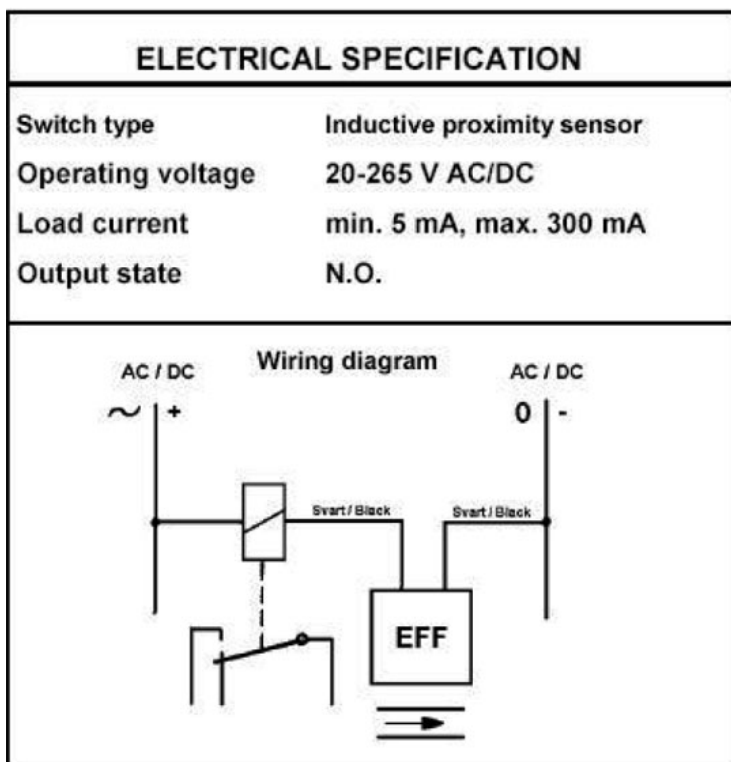 ELECTRICAL SPECIFICATION
Switch type Inductive proximity sensor
Operating voltage 20-265 V AC/DC
Load current min. 5 mA, max. 300 mA
Output state N.O.
Wiring diagram
AC / DC AC / DC
~ + 0 -
Svart / Black Svart / Black
EFF